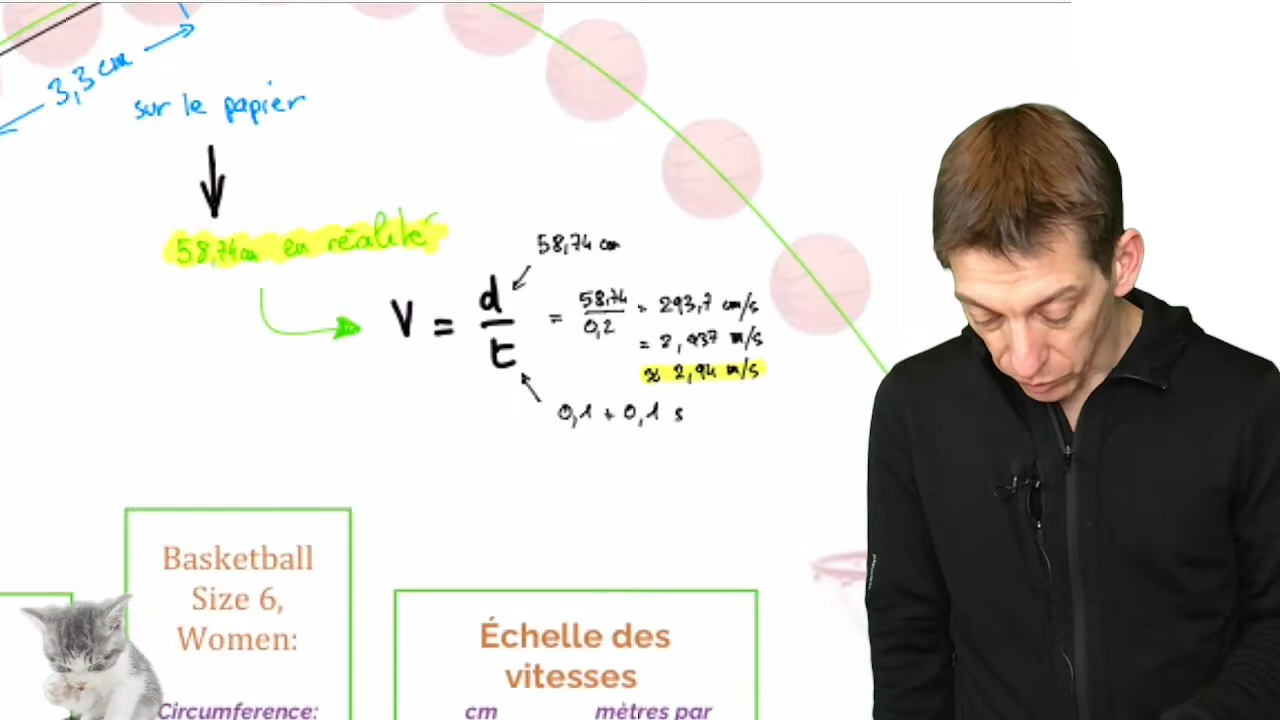 3,3 cm
sur le papier
58,74 cm en réalité
58,74 cm
V = d/t = 58,74/0,2 = 293,7 cm/s
= 2,937 m/s
≈ 2,94 m/s
0,1 + 0,1 s
Basketball
Size 6,
Women:
Circumference:
Échelle des
vitesses
cm mètres par